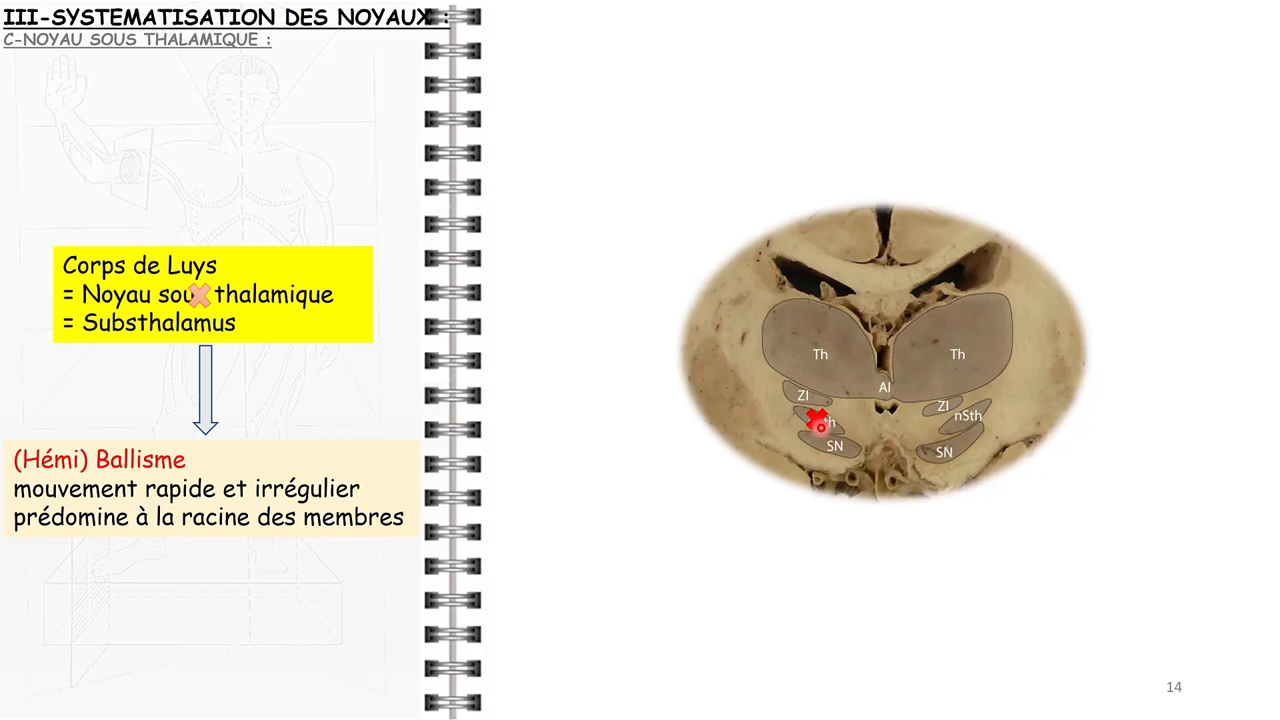 III-SYSTEMATISATION DES NOYAUX :
C-NOYAU SOUS THALAMIQUE :
Corps de Luys
= Noyau sous thalamique
= Substhalamus
(Hémi) Ballisme
mouvement rapide et irrégulier
prédomine à la racine des membres
Th Th
AI
ZI ZI
nSth
SN SN
14